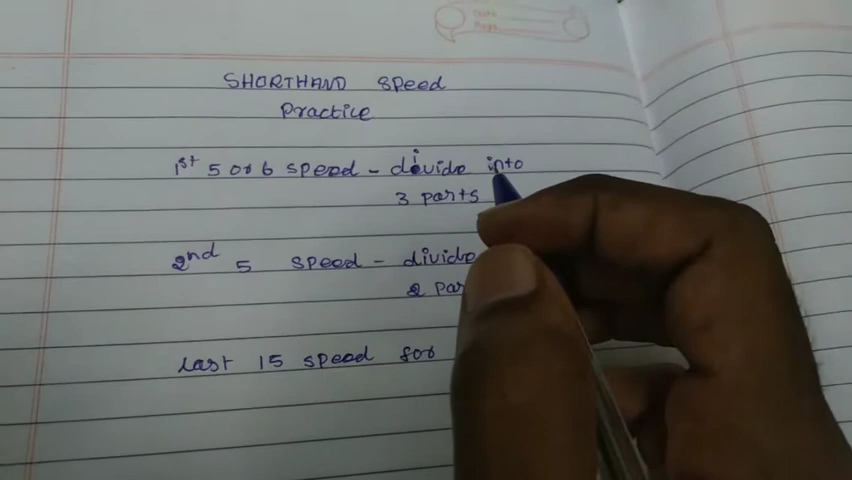 SHORTHAND Speed
Practice
1st 5 or 6 speed - divide into
3 parts
2nd 5 speed - divide
2
last 15 speed for